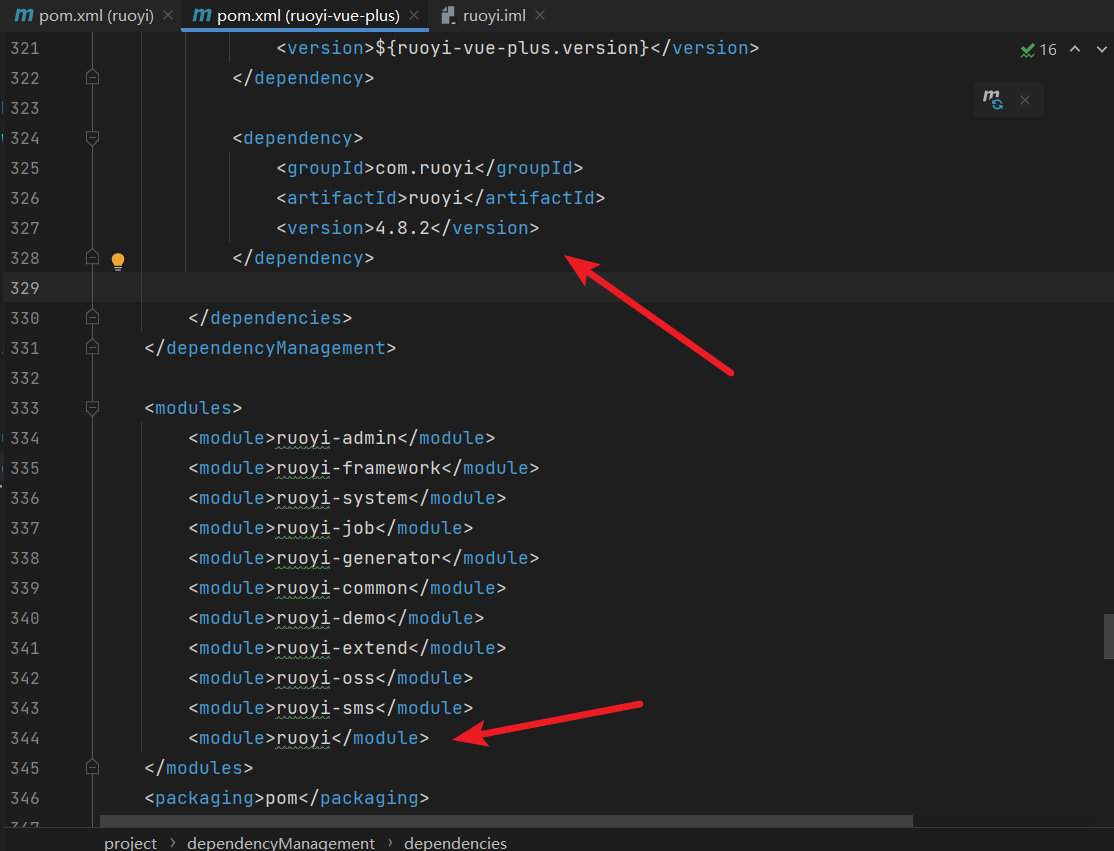 pom.xml (ruoyi)
pom.xml (ruoyi-vue-plus)
ruoyi.iml
16
321 <version>${ruoyi-vue-plus.version}</version>
322 </dependency>
323
324 <dependency>
325 <groupId>com.ruoyi</groupId>
326 <artifactId>ruoyi</artifactId>
327 <version>4.8.2</version>
328 </dependency>
329
330 </dependencies>
331 </dependencyManagement>
332
333 <modules>
334 <module>ruoyi-admin</module>
335 <module>ruoyi-framework</module>
336 <module>ruoyi-system</module>
337 <module>ruoyi-job</module>
338 <module>ruoyi-generator</module>
339 <module>ruoyi-common</module>
340 <module>ruoyi-demo</module>
341 <module>ruoyi-extend</module>
342 <module>ruoyi-oss</module>
343 <module>ruoyi-sms</module>
344 <module>ruoyi</module>
345 </modules>
346 <packaging>pom</packaging>
347
project › dependencyManagement › dependencies